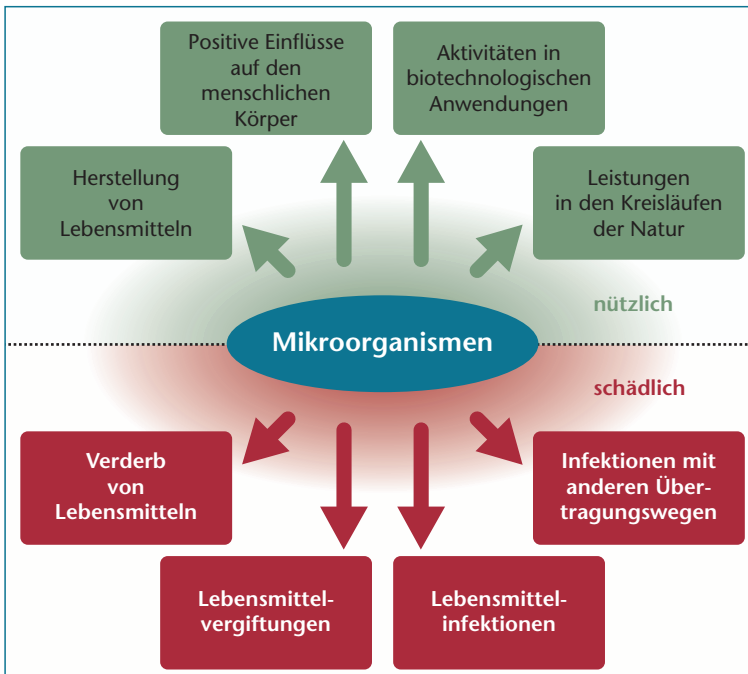 Positive Einflüsse
auf den
menschlichen
Körper
Aktivitäten in
biotechnologischen
Anwendungen
Herstellung
von
Lebensmitteln
Leistungen
in den Kreisläufen
der Natur
nützlich
Mikroorganismen
schädlich
Verderb
von
Lebensmitteln
Infektionen mit
anderen Über-
tragungswegen
Lebensmittel-
vergiftungen
Lebensmittel-
infektionen